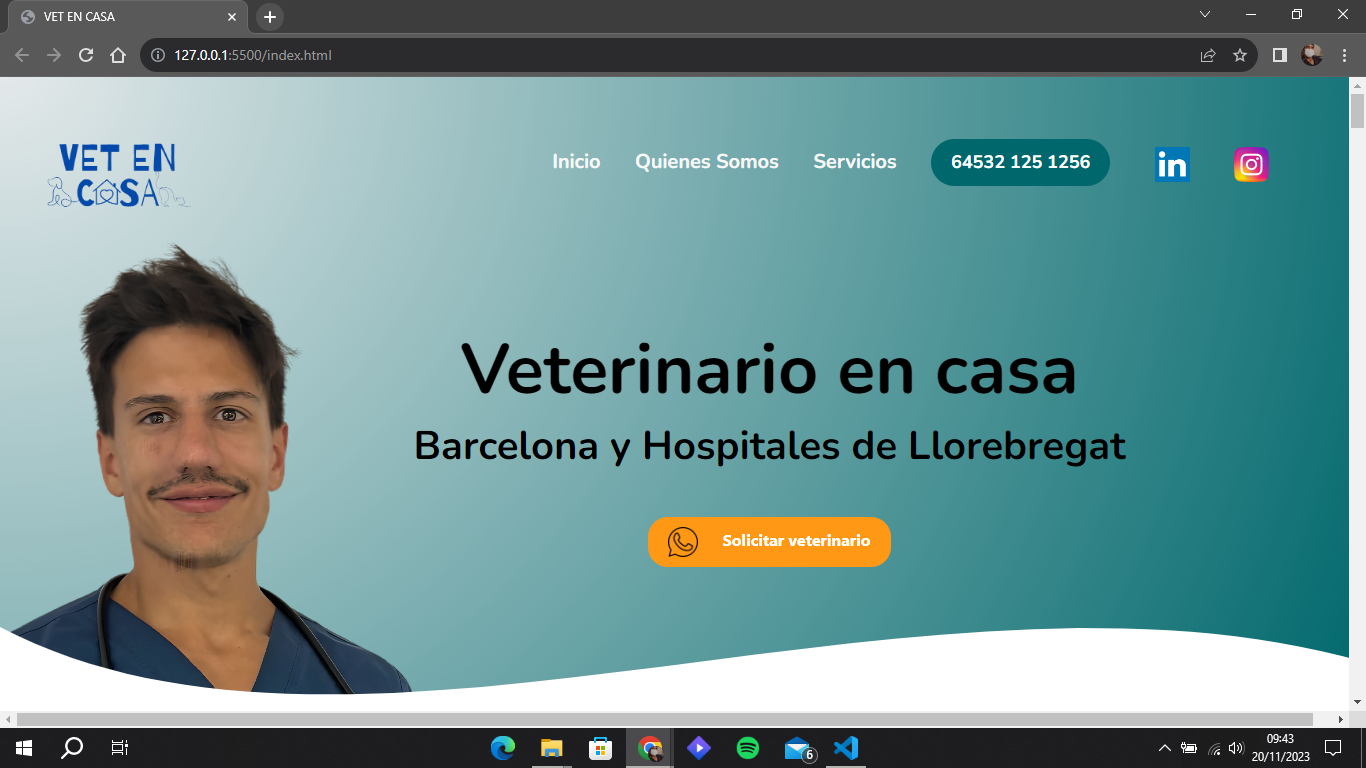 VET EN CASA
127.0.0.1:5500/index.html
VET EN
CASA
Inicio
Quienes Somos
Servicios
64532 125 1256
in
Veterinario en casa
Barcelona y Hospitales de Llorebregat
Solicitar veterinario
6
09:43
20/11/2023